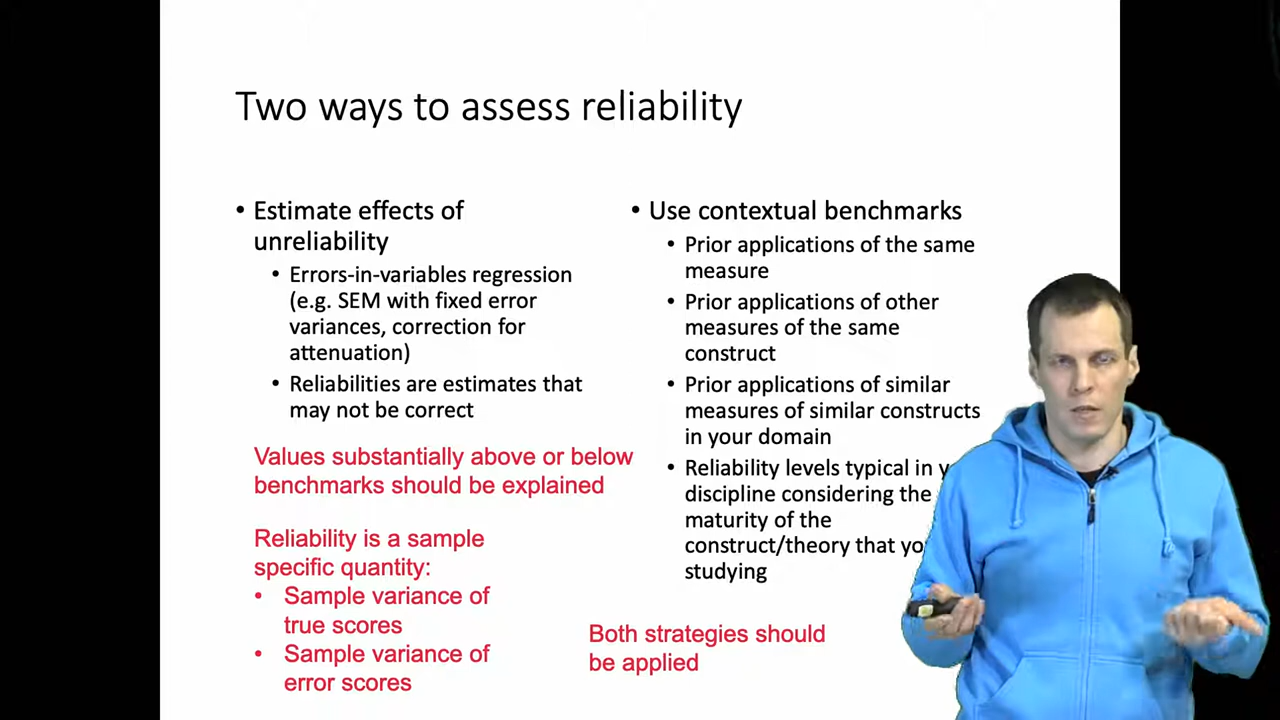 Two ways to assess reliability
• Estimate effects of
unreliability
• Errors-in-variables regression
(e.g. SEM with fixed error
variances, correction for
attenuation)
• Reliabilities are estimates that
may not be correct
Values substantially above or below
benchmarks should be explained
Reliability is a sample
specific quantity:
• Sample variance of
true scores
• Sample variance of
error scores
• Use contextual benchmarks
• Prior applications of the same
measure
• Prior applications of other
measures of the same
construct
• Prior applications of similar
measures of similar constructs
in your domain
• Reliability levels typical in
discipline considering the
maturity of the
construct/theory that
studying
Both strategies should
be applied